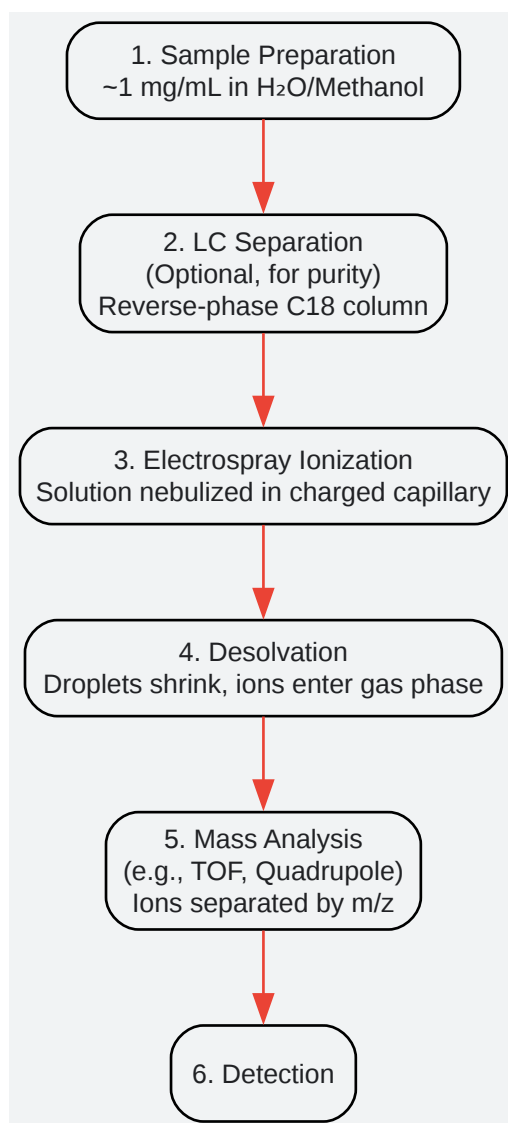 1. Sample Preparation
~1 mg/mL in H₂O/Methanol
2. LC Separation
(Optional, for purity)
Reverse-phase C18 column
3. Electrospray Ionization
Solution nebulized in charged capillary
4. Desolvation
Droplets shrink, ions enter gas phase
5. Mass Analysis
(e.g., TOF, Quadrupole)
Ions separated by m/z
6. Detection